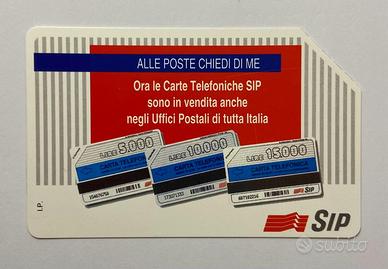 ALLE POSTE CHIEDI DI ME
Ora le Carte Telefoniche SIP
sono in vendita anche
negli Uffici Postali di tutta Italia
LIRE 5.000
CARTA TELEFONICA
LIRE 10.000
CARTA TELEFONICA
173071333
LIRE 15.000
CARTA TELEFONICA
I.P.
SIP
subito